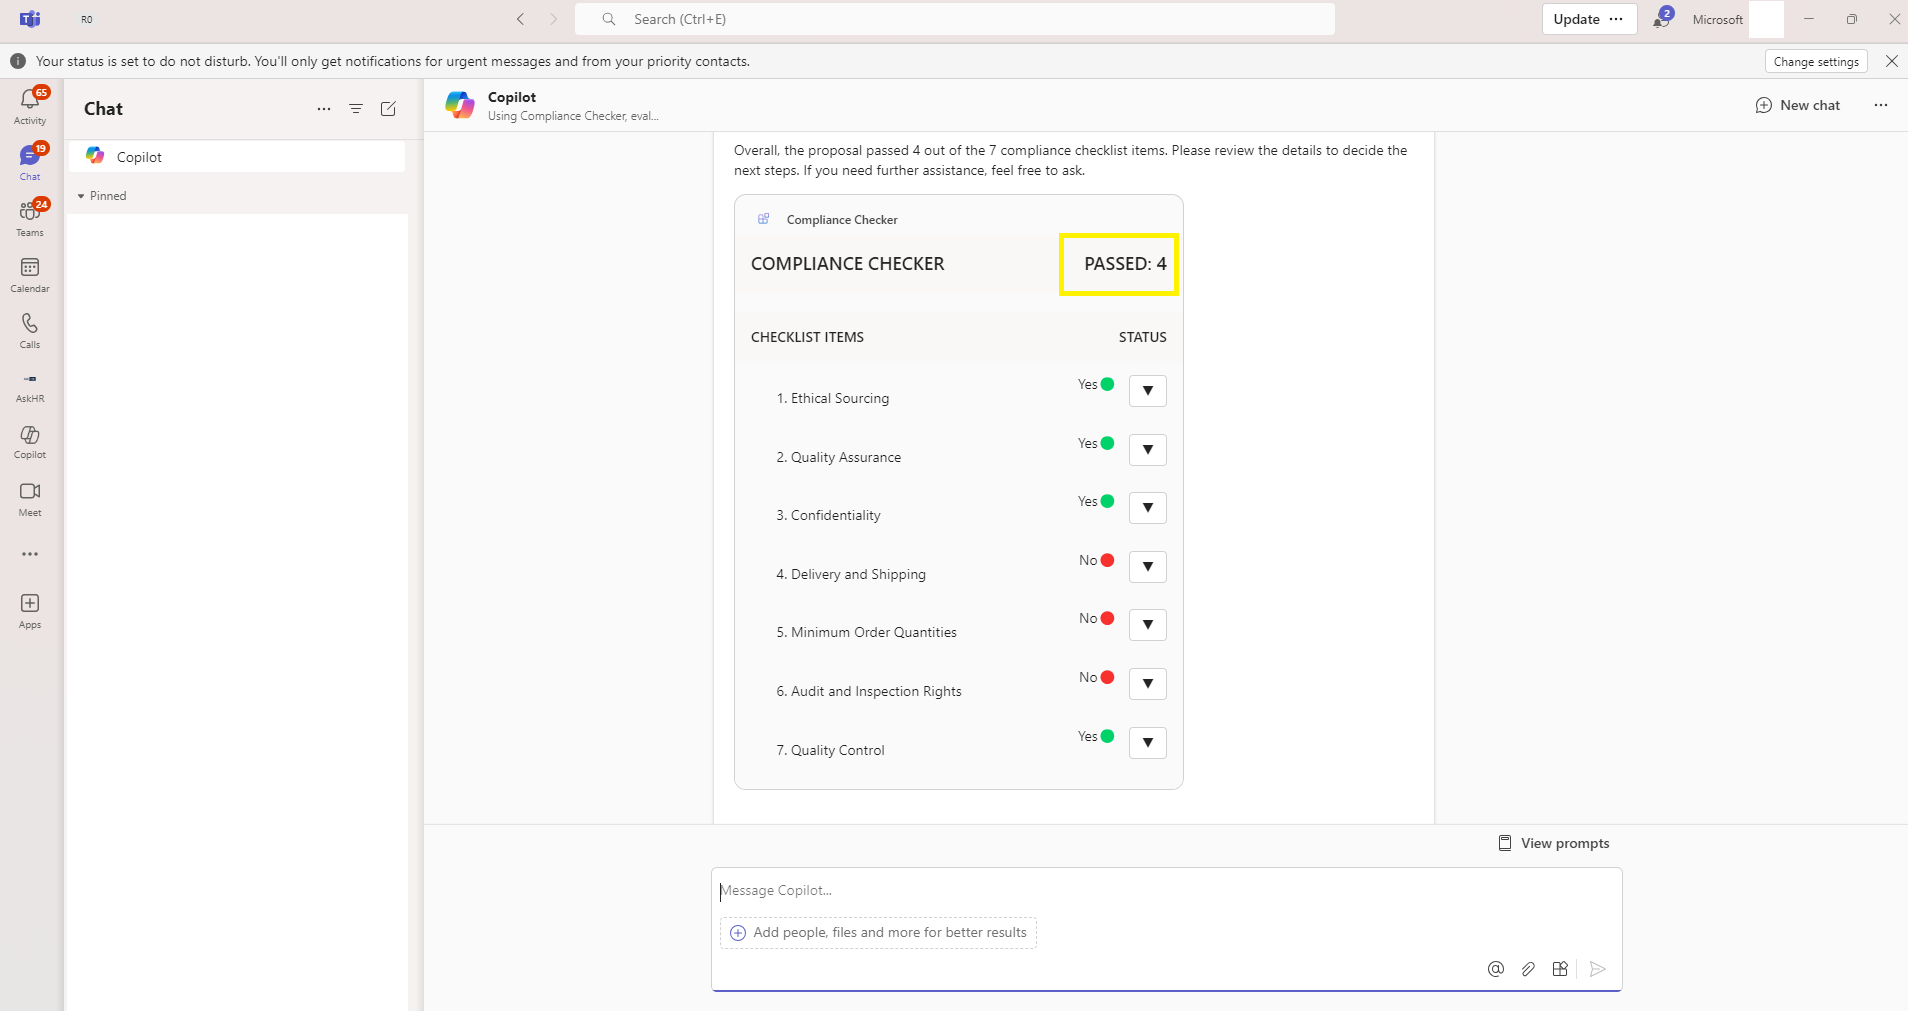 R0
Search (Ctrl+E)
Update
2
Microsoft
Your status is set to do not disturb. You'll only get notifications for urgent messages and from your priority contacts.
Change settings
65
Activity
19
Chat
24
Teams
Calendar
Calls
AskHR
Copilot
Meet
Apps
Chat
Copilot
Pinned
Copilot
Using Compliance Checker, eval...
New chat
Overall, the proposal passed 4 out of the 7 compliance checklist items. Please review the details to decide the
next steps. If you need further assistance, feel free to ask.
Compliance Checker
COMPLIANCE CHECKER PASSED: 4
CHECKLIST ITEMS STATUS
1. Ethical Sourcing Yes
2. Quality Assurance Yes
3. Confidentiality Yes
4. Delivery and Shipping No
5. Minimum Order Quantities No
6. Audit and Inspection Rights No
7. Quality Control Yes
View prompts
Message Copilot...
Add people, files and more for better results